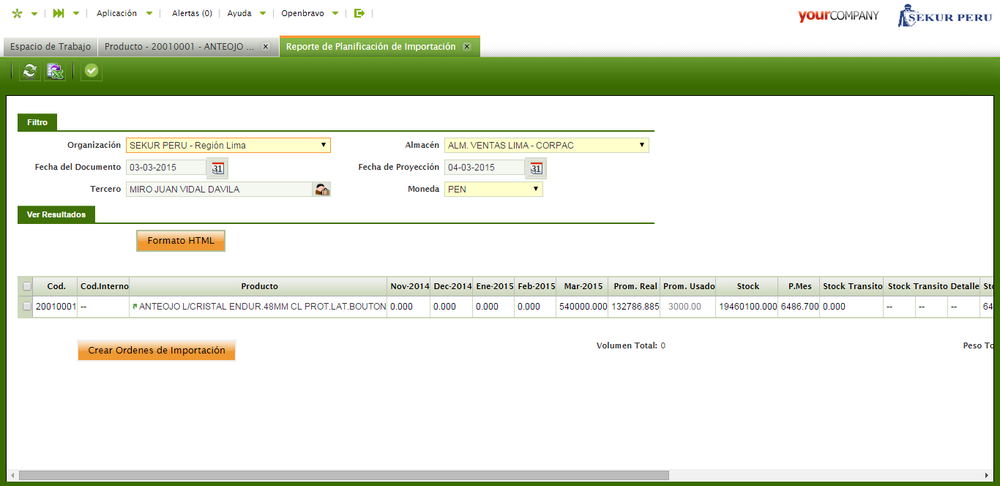 Aplicación Alertas (0) Ayuda Openbravo yourCOMPANY SEKUR PERU
Espacio de Trabajo Producto - 20010001 - ANTEOJO ... x Reporte de Planificación de Importación x
Filtro
Organización SEKUR PERU - Región Lima Almacén ALM. VENTAS LIMA - CORPAC
Fecha del Documento 03-03-2015 31 Fecha de Proyección 04-03-2015 31
Tercero MIRO JUAN VIDAL DAVILA Moneda PEN
Ver Resultados
Formato HTML
Cod. Cod.Interno Producto Nov-2014 Dec-2014 Ene-2015 Feb-2015 Mar-2015 Prom. Real Prom. Usado Stock P.Mes Stock Transito Stock Transito Detalle Sto
20010001 -- ANTEOJO L/CRISTAL ENDUR.48MM CL PROT.LAT.BOUTON 0.000 0.000 0.000 0.000 540000.000 132786.885 3000.00 19460100.000 6486.700 0.000 -- -- -- 64
Crear Ordenes de Importación Volumen Total: 0 Peso To